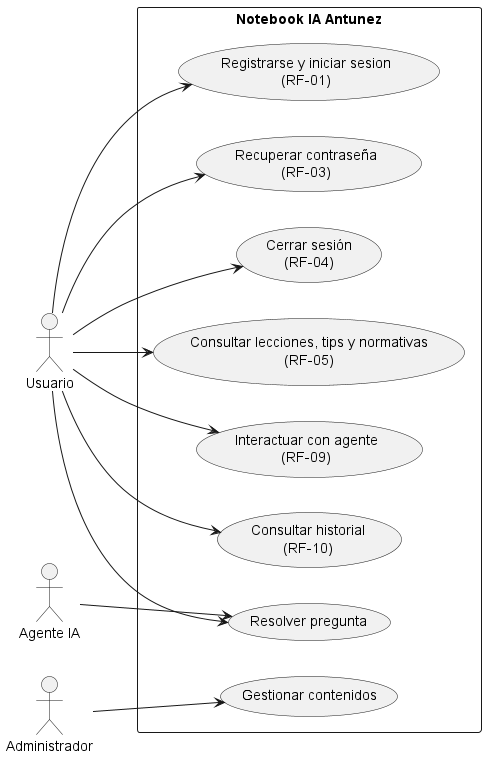 Notebook IA Antunez
Registrarse y iniciar sesion
(RF-01)
Recuperar contraseña
(RF-03)
Cerrar sesión
(RF-04)
Usuario
Consultar lecciones, tips y normativas
(RF-05)
Interactuar con agente
(RF-09)
Consultar historial
(RF-10)
Agente IA
Resolver pregunta
Administrador
Gestionar contenidos